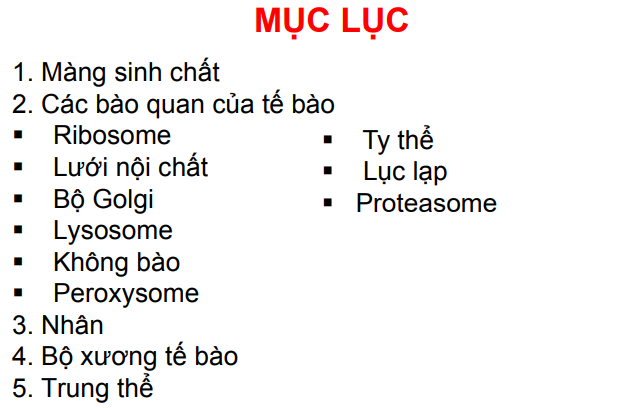 MỤC LỤC
1. Màng sinh chất
2. Các bào quan của tế bào
▪ Ribosome
▪ Lưới nội chất
▪ Bộ Golgi
▪ Lysosome
▪ Không bào
▪ Peroxysome
▪ Ty thể
▪ Lục lạp
▪ Proteasome
3. Nhân
4. Bộ xương tế bào
5. Trung thể